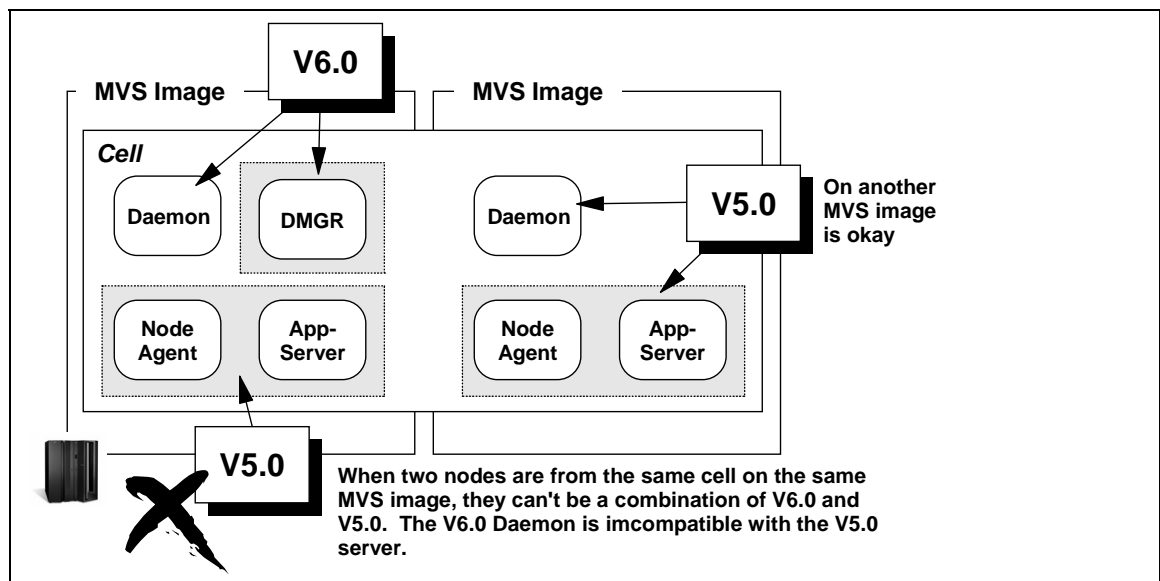 V6.0
MVS Image
MVS Image
Cell
Daemon
DMGR
Daemon
V5.0
On another
MVS image
is okay
Node
Agent
App-
Server
Node
Agent
App-
Server
V5.0
When two nodes are from the same cell on the same
MVS image, they can't be a combination of V6.0 and
V5.0. The V6.0 Daemon is imcompatible with the V5.0
server.